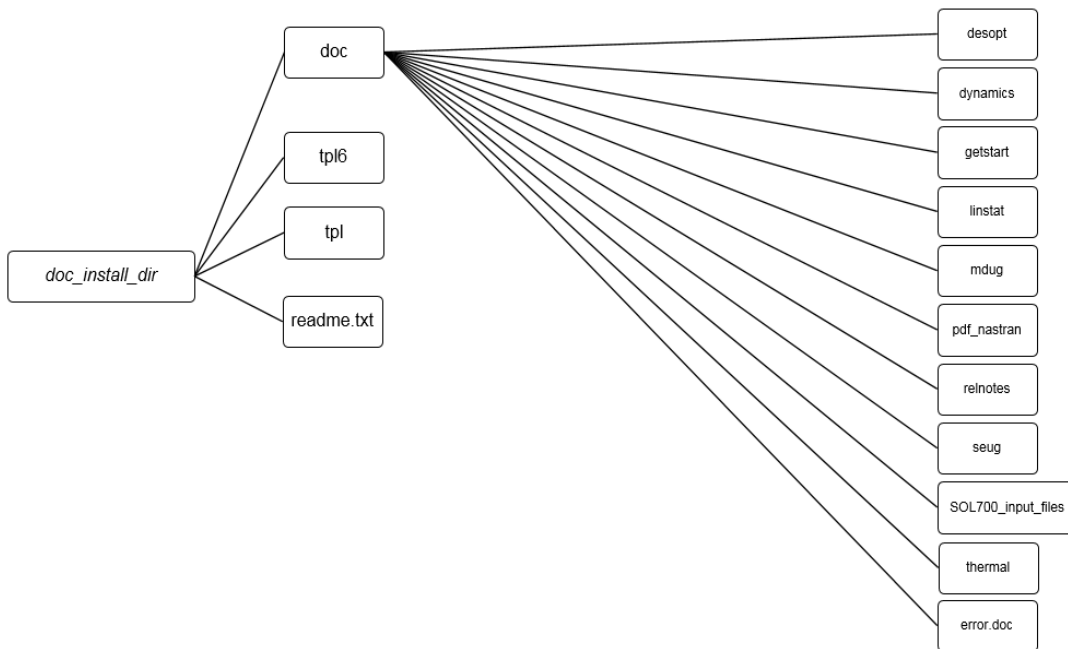 doc_install_dir
doc
tpl6
tpl
readme.txt
desopt
dynamics
getstart
linstat
mdug
pdf_nastran
relnotes
seug
SOL700_input_files
thermal
error.doc